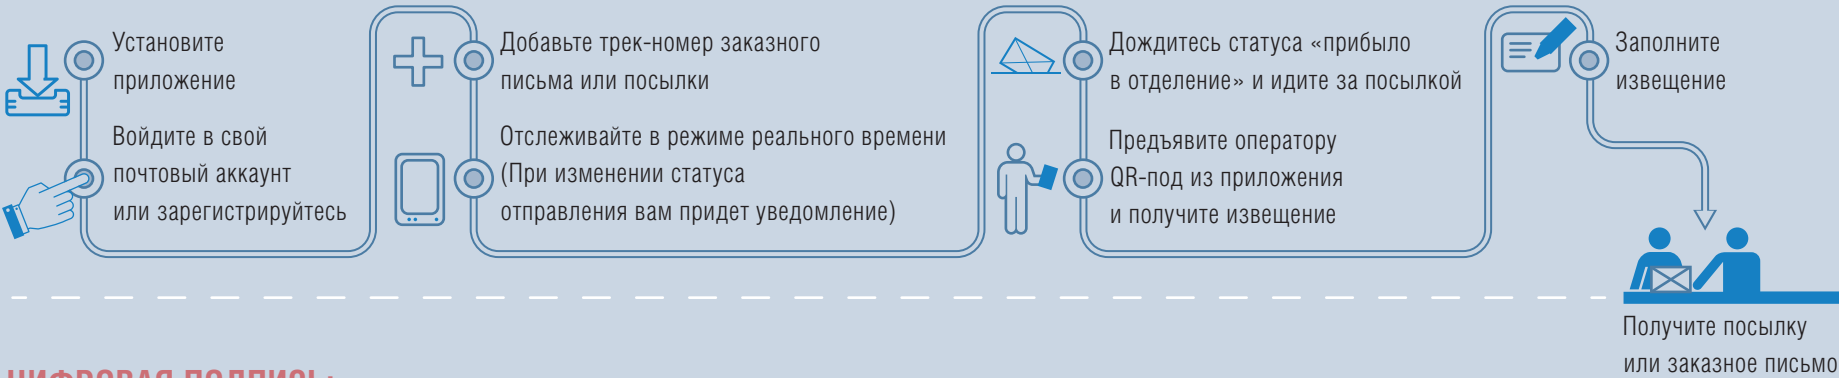 Установите
приложение
Войдите в свой
почтовый аккаунт
или зарегистрируйтесь
Добавьте трек-номер заказного
письма или посылки
Отслеживайте в режиме реального времени
(При изменении статуса
отправления вам придет уведомление)
Дождитесь статуса «прибыло
в отделение» и идите за посылкой
Предъявите оператору
QR-под из приложения
и получите извещение
Заполните
извещение
Получите посылку
или заказное письмо
ЦИФРОВАЯ ПОДПИСЬ: